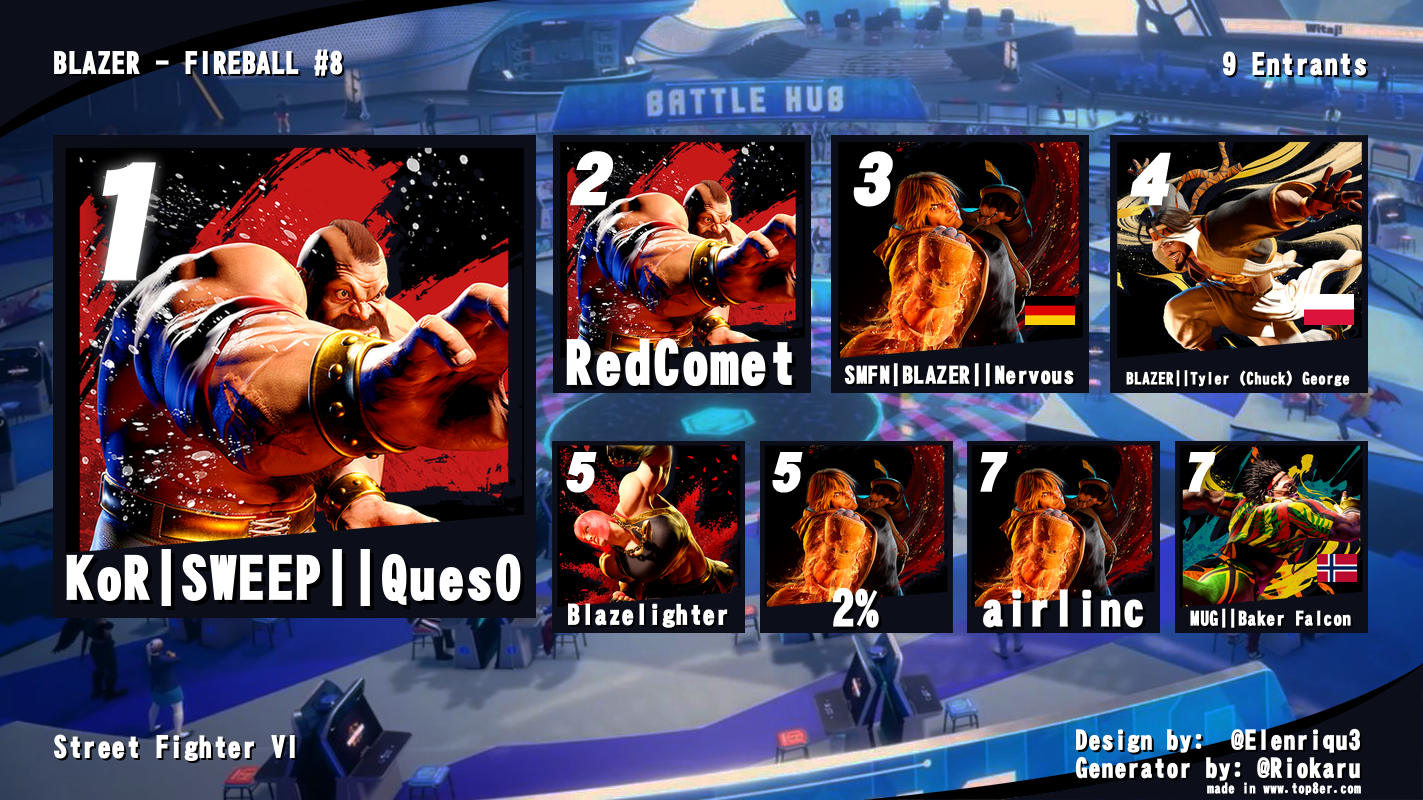 BLAZER - FIREBALL #8
9 Entrants
Witaj!
BATTLE HUB
1
KoR|SWEEP||Ques0
2
RedComet
3
SMFN|BLAZER||Nervous
4
BLAZER||Tyler (Chuck) George
5
Blazelighter
5
2%
7
airlinc
7
MUG||Baker Falcon
Street Fighter VI
Design by: @Elenriqu3
Generator by: @Riokaru
made in www.top8er.com